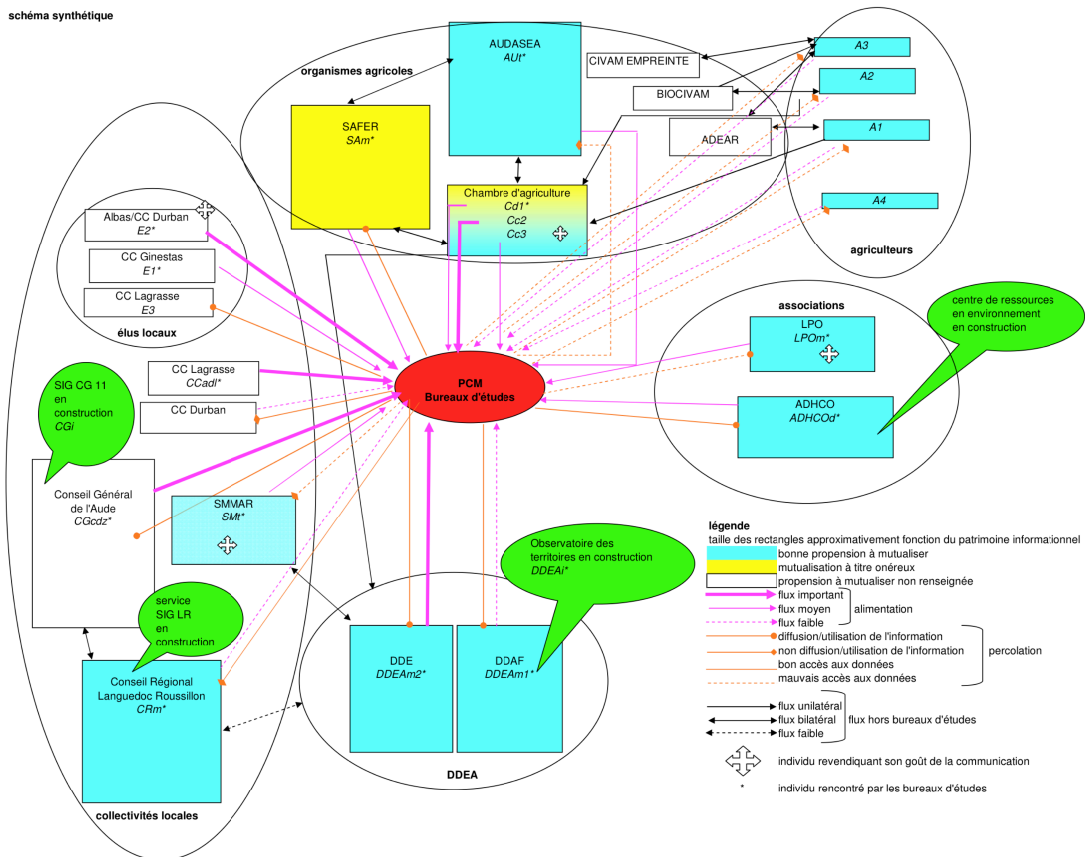 schéma synthétique
AUDASEA
AUt*
organismes agricoles
CIVAM EMPREINTE
BIOCIVAM
ADEAR
SAFER
SAm*
Chambre d'agriculture
Cd1*
Cc2
Cc3
A3
A2
A1
A4
agriculteurs
Albas/CC Durban
E2*
CC Ginestas
E1*
CC Lagrasse
E3
élus locaux
CC Lagrasse
CCadl*
CC Durban
SIG CG 11
en
construction
CGi
PCM
Bureaux d'études
associations
LPO
LPOm*
ADHCO
ADHCOd*
centre de ressources
en environnement
en construction
Conseil Général
de l'Aude
CGcdz*
SMMAR
SMt*
service
SIG LR
en
construction
Conseil Régional
Languedoc Roussillon
CRm*
collectivités locales
Observatoire des
territoires en construction
DDEAi*
DDE
DDEAm2*
DDAF
DDEAm1*
DDEA
légende
taille des rectangles approximativement fonction du patrimoine informationnel
bonne propension à mutualiser
mutualisation à titre onéreux
propension à mutualiser non renseignée
flux important
flux moyen
flux faible
alimentation
diffusion/utilisation de l'information
non diffusion/utilisation de l'information
bon accès aux données
mauvais accès aux données
percolation
flux unilatéral
flux bilatéral
flux faible
flux hors bureaux d'études
individu revendiquant son goût de la communication
* individu rencontré par les bureaux d'études